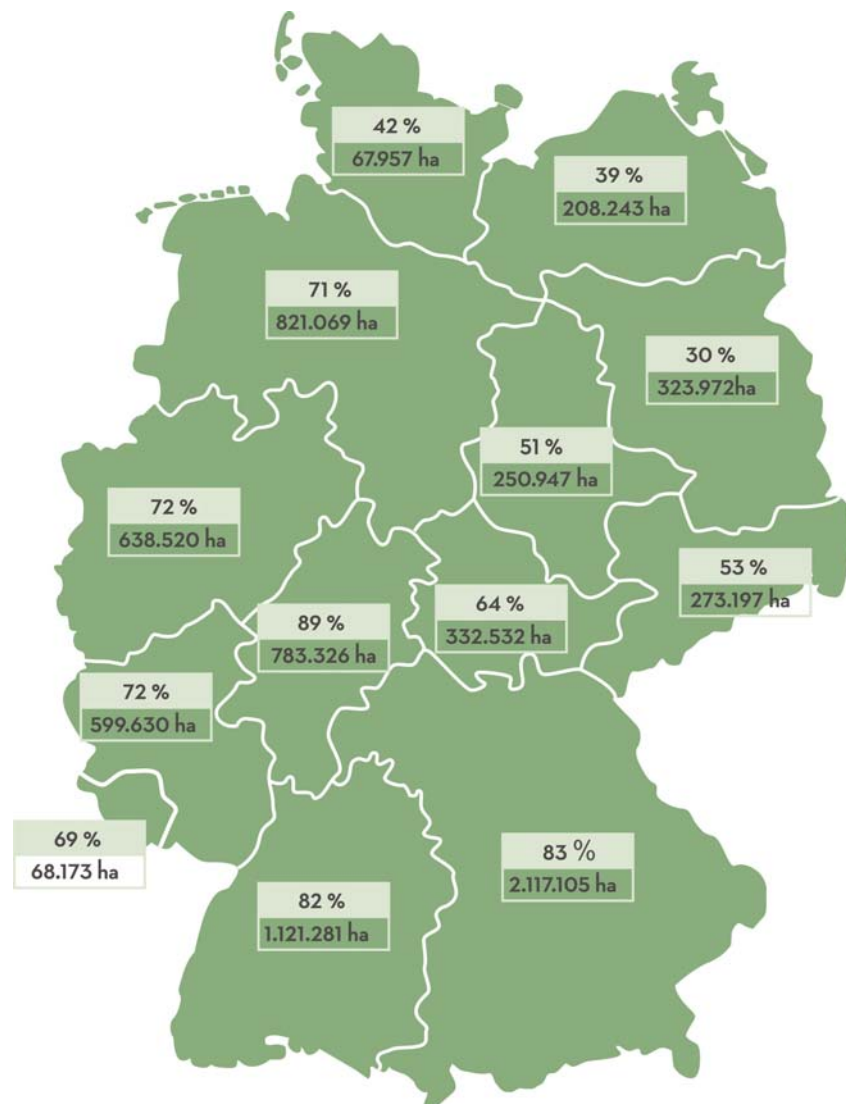 42 %
67.957 ha
39 %
208.243 ha
71 %
821.069 ha
30 %
323.972ha
51 %
250.947 ha
72 %
638.520 ha
53 %
273.197 ha
64 %
332.532 ha
89 %
783.326 ha
72 %
599.630 ha
69 %
68.173 ha
83 %
2.117.105 ha
82 %
1.121.281 ha